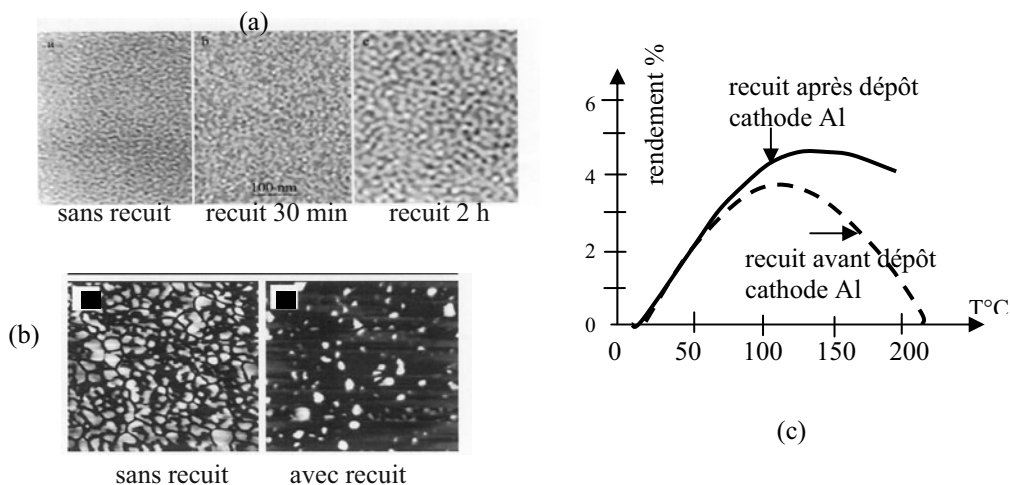 (a)
a
b
c
100 nm
sans recuit
recuit 30 min
recuit 2 h
(b)
sans recuit
avec recuit
rendement %
6
4
2
0
recuit après dépôt
cathode Al
recuit avant dépôt
cathode Al
T°C
0
50
100
150
200
(c)